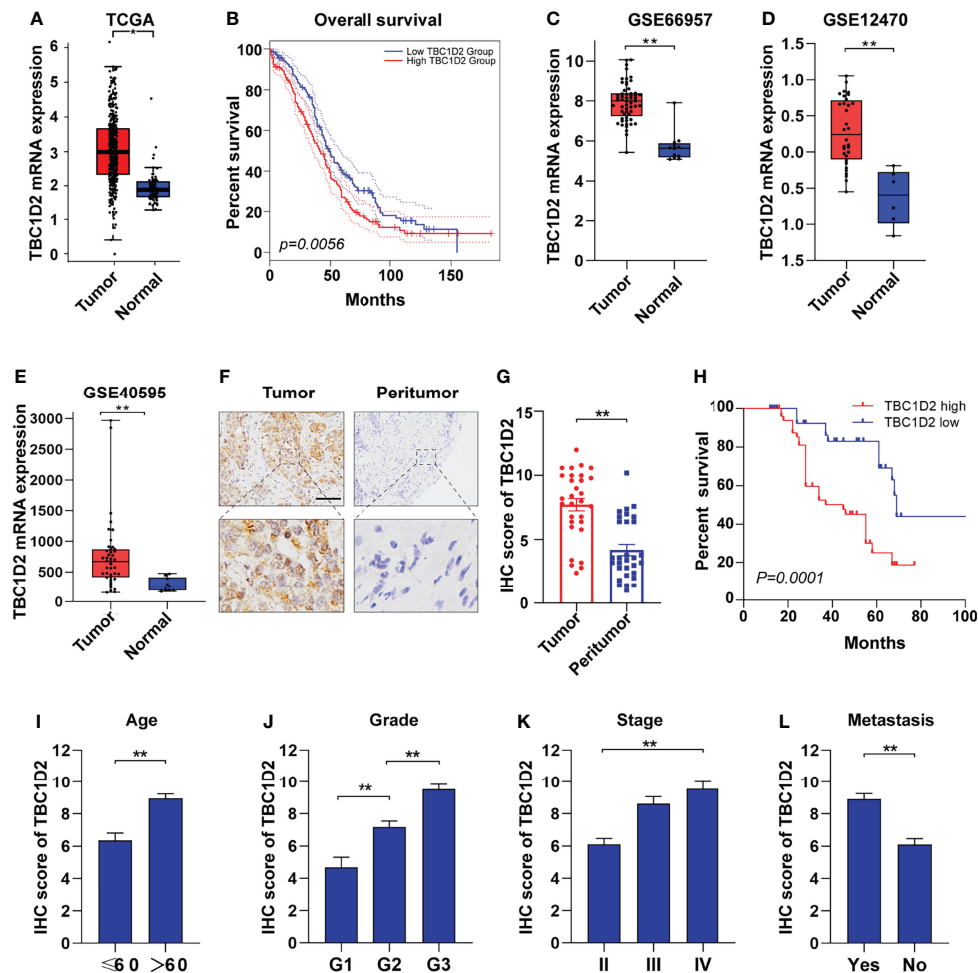 A
TCGA
*
TBC1D2 mRNA expression
6
5
4
3
2
1
0
Tumor
Normal
B
Overall survival
Low TBC1D2 Group
High TBC1D2 Group
Percent survival
100
80
60
40
20
0
p=0.0056
0 50 100 150
Months
C
GSE66957
**
TBC1D2 mRNA expression
10
8
6
4
2
0
Tumor
Normal
D
GSE12470
**
TBC1D2 mRNA expression
1.5
1.0
0.5
0.0
0.5
1.0
1.5
Tumor
Normal
E
GSE40595
**
TBC1D2 mRNA expression
3000
2500
2000
1500
1000
500
0
Tumor
Normal
F
Tumor Peritumor
G
**
IHC score of TBC1D2
15
10
5
0
Tumor
Peritumor
H
TBC1D2 high
TBC1D2 low
Percent survival
100
80
60
40
20
0
P=0.0001
0 20 40 60 80 100
Months
I
Age
**
IHC score of TBC1D2
12
10
8
6
4
2
0
≤60 >60
J
Grade
**
**
IHC score of TBC1D2
12
10
8
6
4
2
0
G1 G2 G3
K
Stage
**
IHC score of TBC1D2
12
10
8
6
4
2
0
II III IV
L
Metastasis
**
IHC score of TBC1D2
12
10
8
6
4
2
0
Yes No